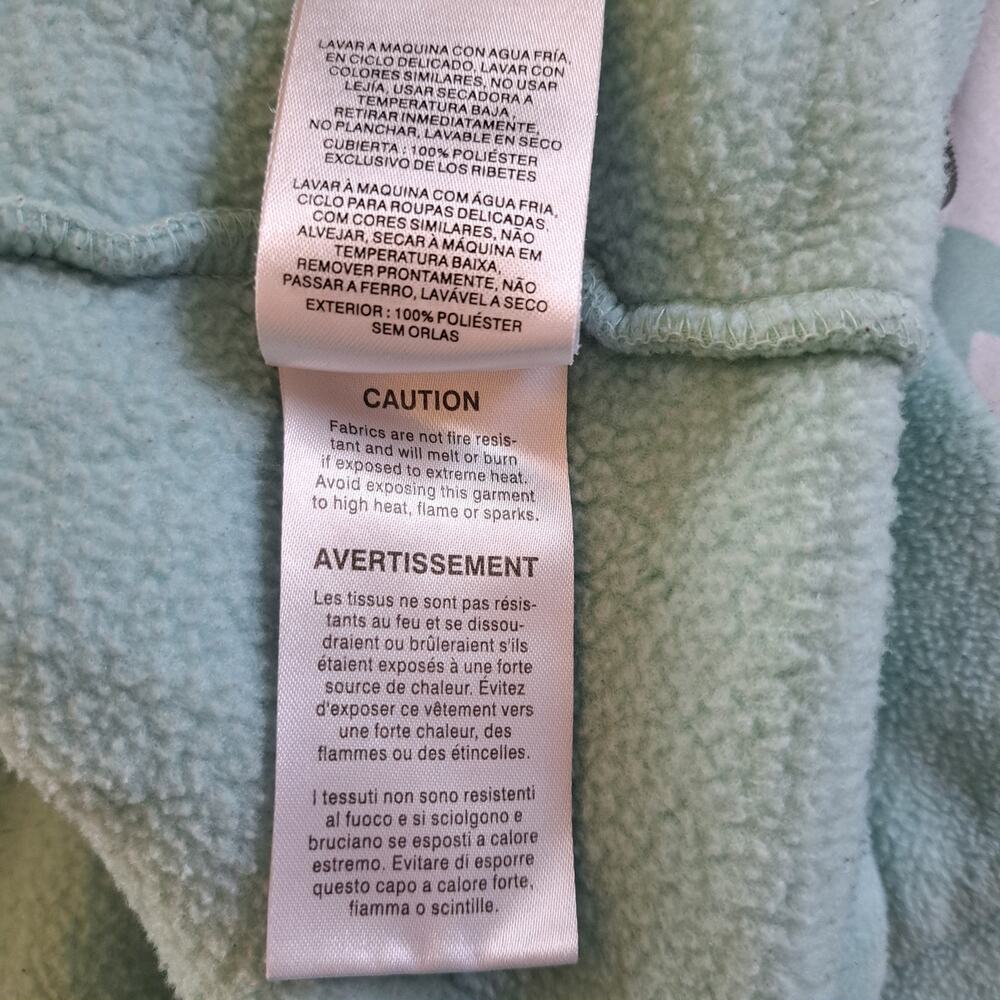 LAVAR A MAQUINA CON AGUA FRÍA,
EN CICLO DELICADO, LAVAR CON
COLORES SIMILARES, NO USAR
LEJÍA, USAR SECADORA A
TEMPERATURA BAJA,
RETIRAR INMEDIATAMENTE,
NO PLANCHAR, LAVABLE EN SECO
CUBIERTA : 100% POLIÉSTER
EXCLUSIVO DE LOS RIBETES
LAVAR À MAQUINA COM ÁGUA FRIA,
CICLO PARA ROUPAS DELICADAS,
COM CORES SIMILARES, NÃO
ALVEJAR, SECAR À MÁQUINA EM
TEMPERATURA BAIXA,
REMOVER PRONTAMENTE, NÃO
PASSAR A FERRO, LAVÁVEL A SECO
EXTERIOR : 100% POLIÉSTER
SEM ORLAS
CAUTION
Fabrics are not fire resis-
tant and will melt or burn
if exposed to extreme heat.
Avoid exposing this garment
to high heat, flame or sparks.
AVERTISSEMENT
Les tissus ne sont pas résis-
tants au feu et se dissou-
draient ou brûleraient s'ils
étaient exposés à une forte
source de chaleur. Évitez
d'exposer ce vêtement vers
une forte chaleur, des
flammes ou des étincelles.
I tessuti non sono resistenti
al fuoco e si sciolgono e
bruciano se esposti a calore
estremo. Evitare di esporre
questo capo a calore forte,
fiamma o scintille.